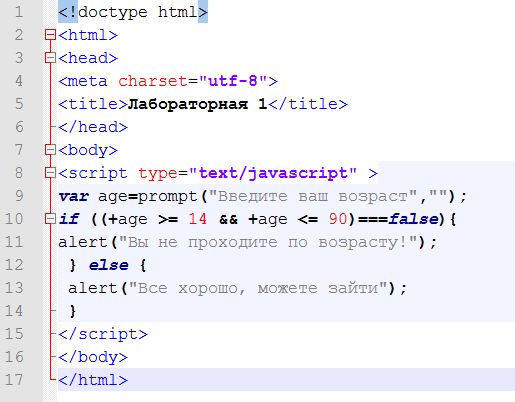 1 <!doctype html>
2 <html>
3 <head>
4 <meta charset="utf-8">
5 <title>Лабораторная 1</title>
6 </head>
7 <body>
8 <script type="text/javascript" >
9 var age=prompt("Введите ваш возраст","");
10 if ((+age >= 14 && +age <= 90)===false){
11 alert("Вы не проходите по возрасту!");
12 } else {
13 alert("Все хорошо, можете зайти");
14 }
15 </script>
16 </body>
17 </html>